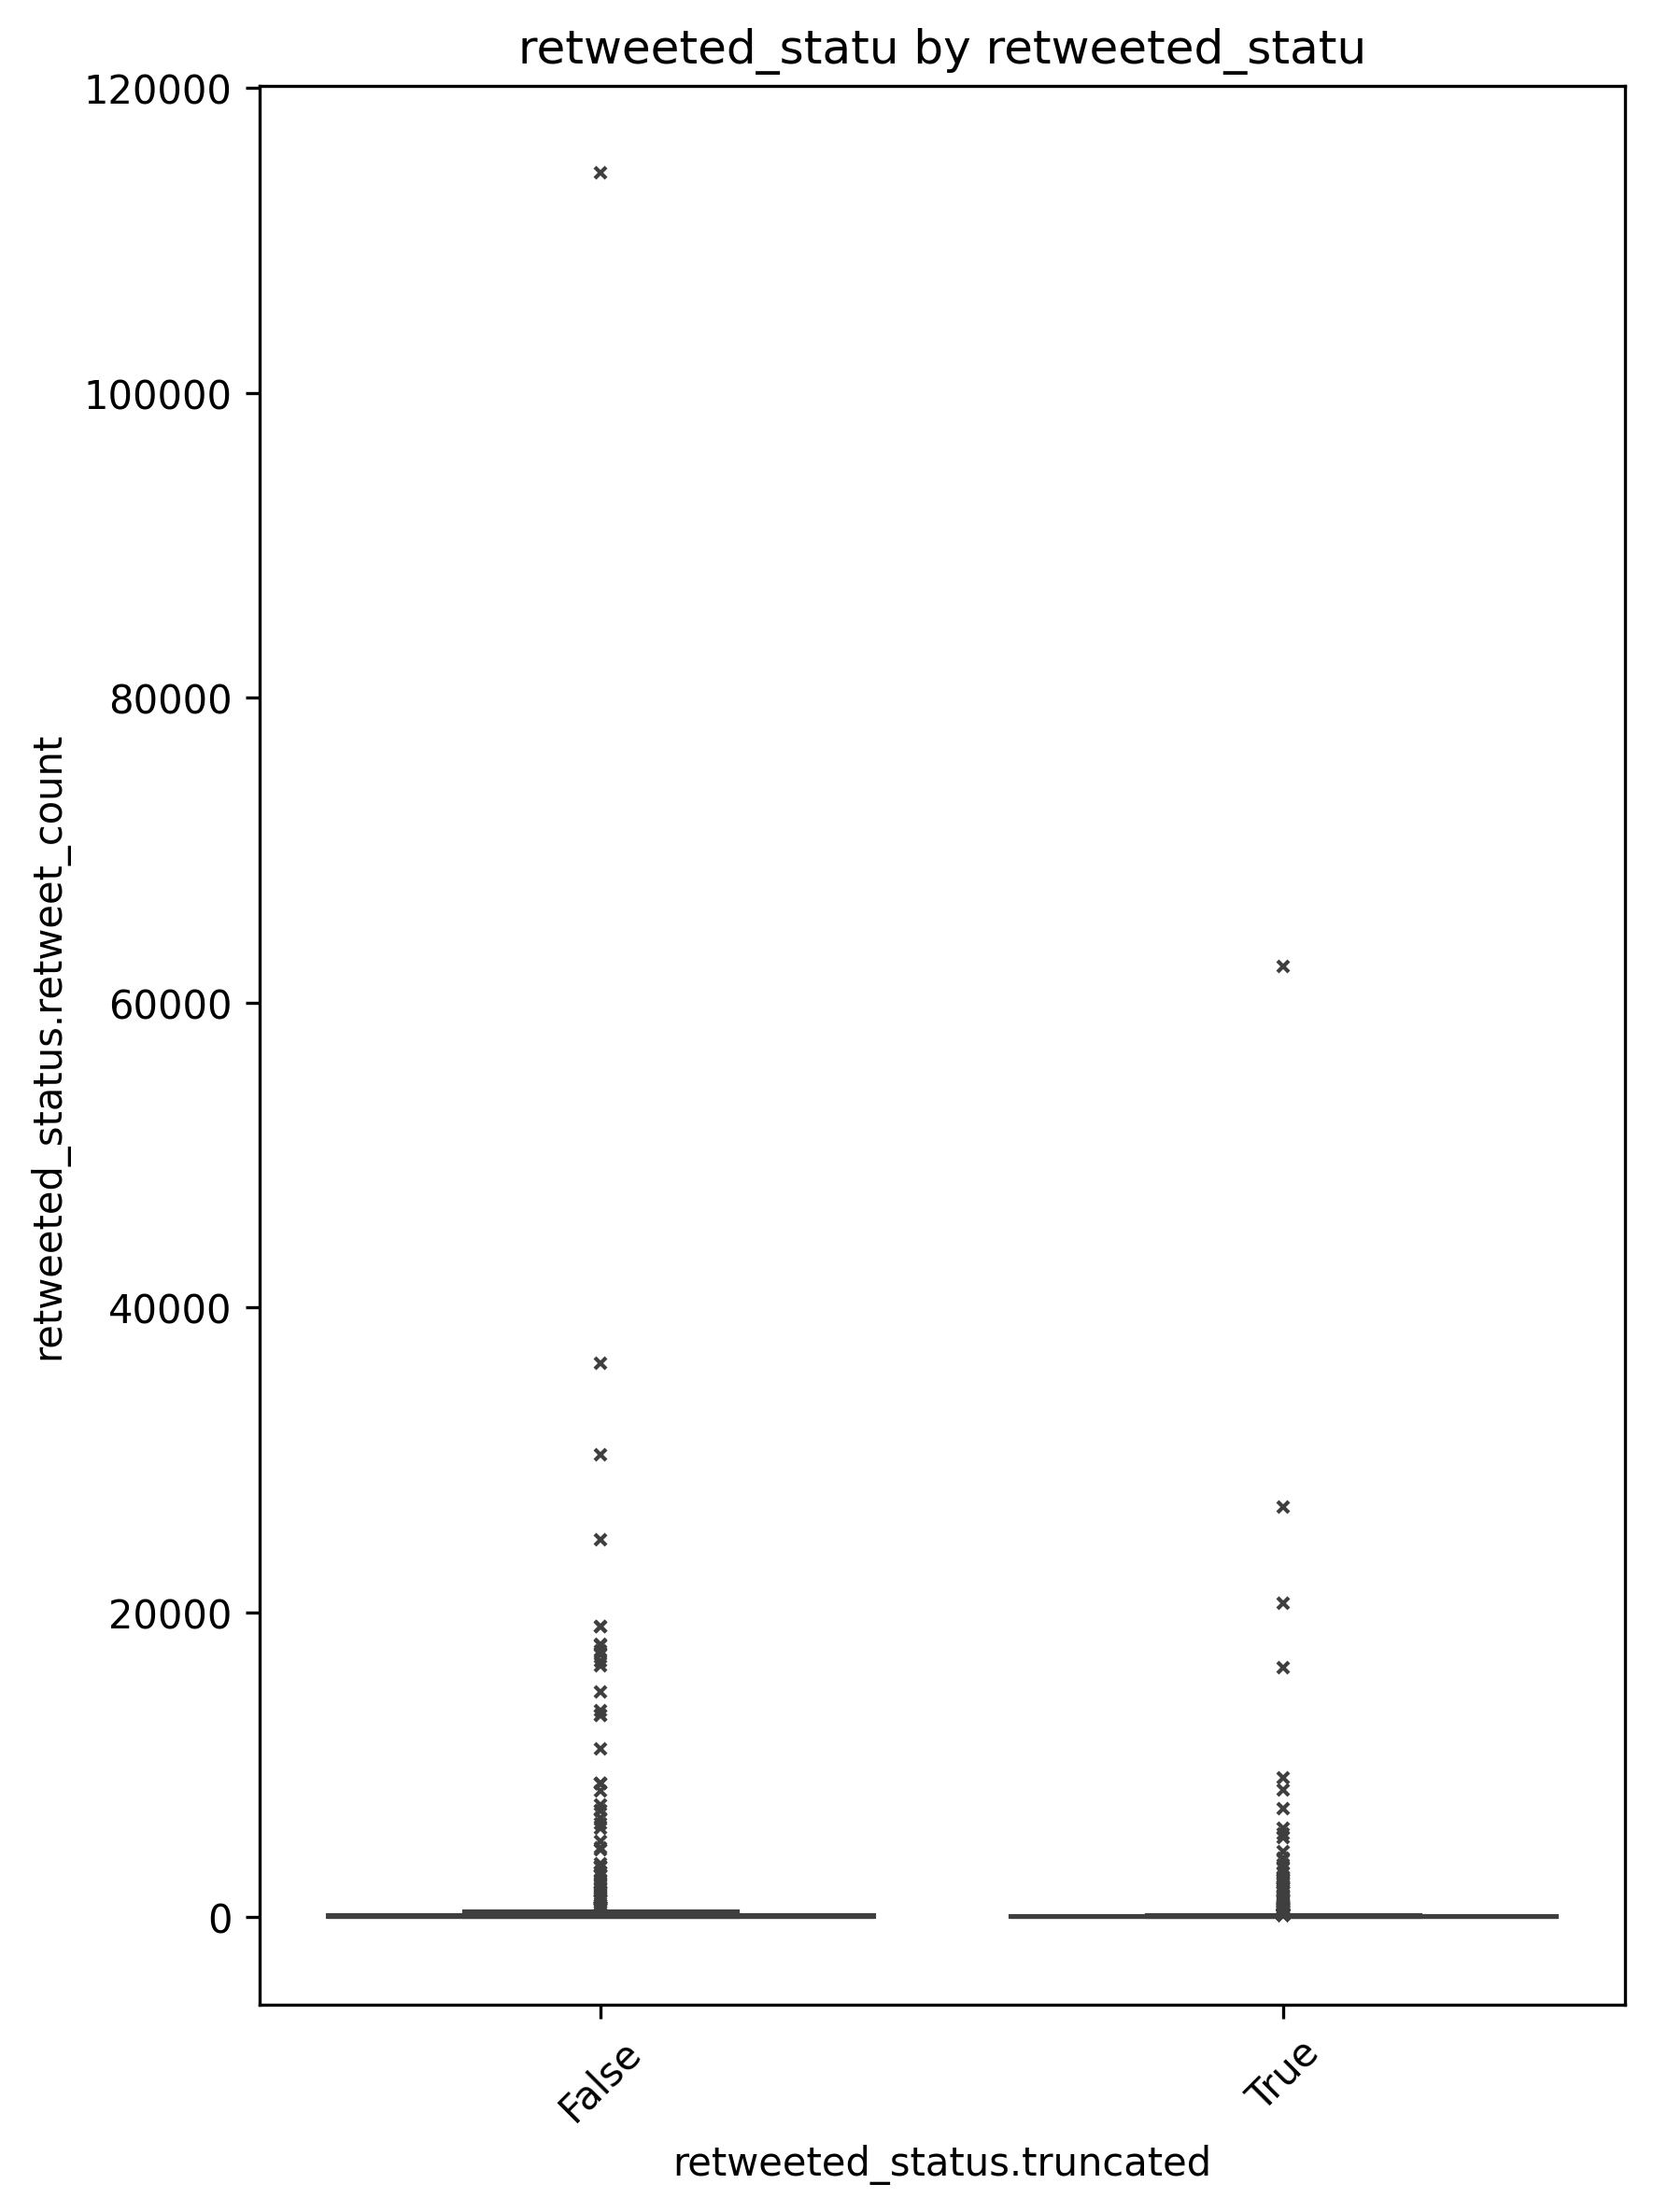 retweeted_statu by retweeted_statu
120000
100000
80000
60000
40000
20000
0
retweeted_status.retweet_count
False
True
retweeted_status.truncated